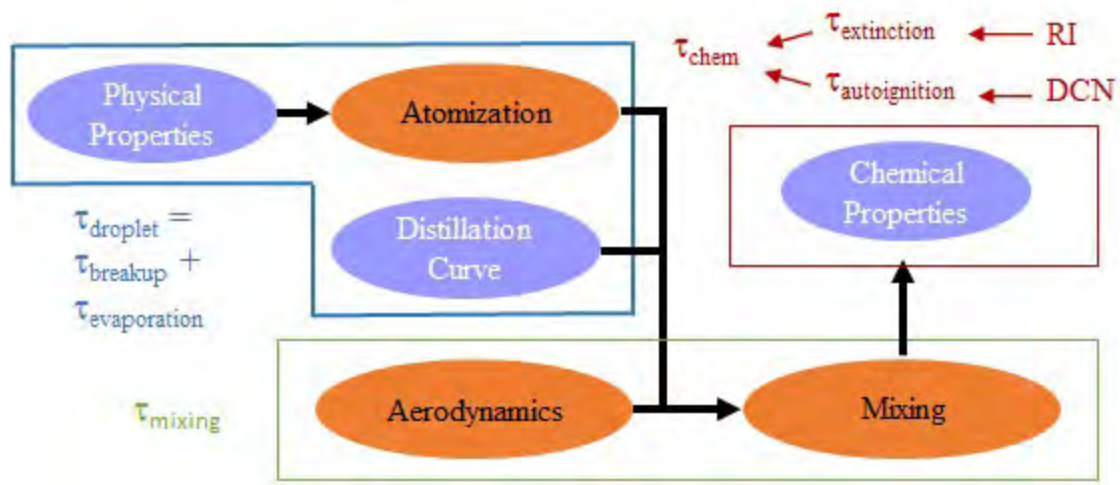 τchem
τextinction
RI
τautoignition
DCN
Physical
Properties
Atomization
Chemical
Properties
τdroplet =
τbreakup +
τevaporation
Distillation
Curve
τmixing
Aerodynamics
Mixing